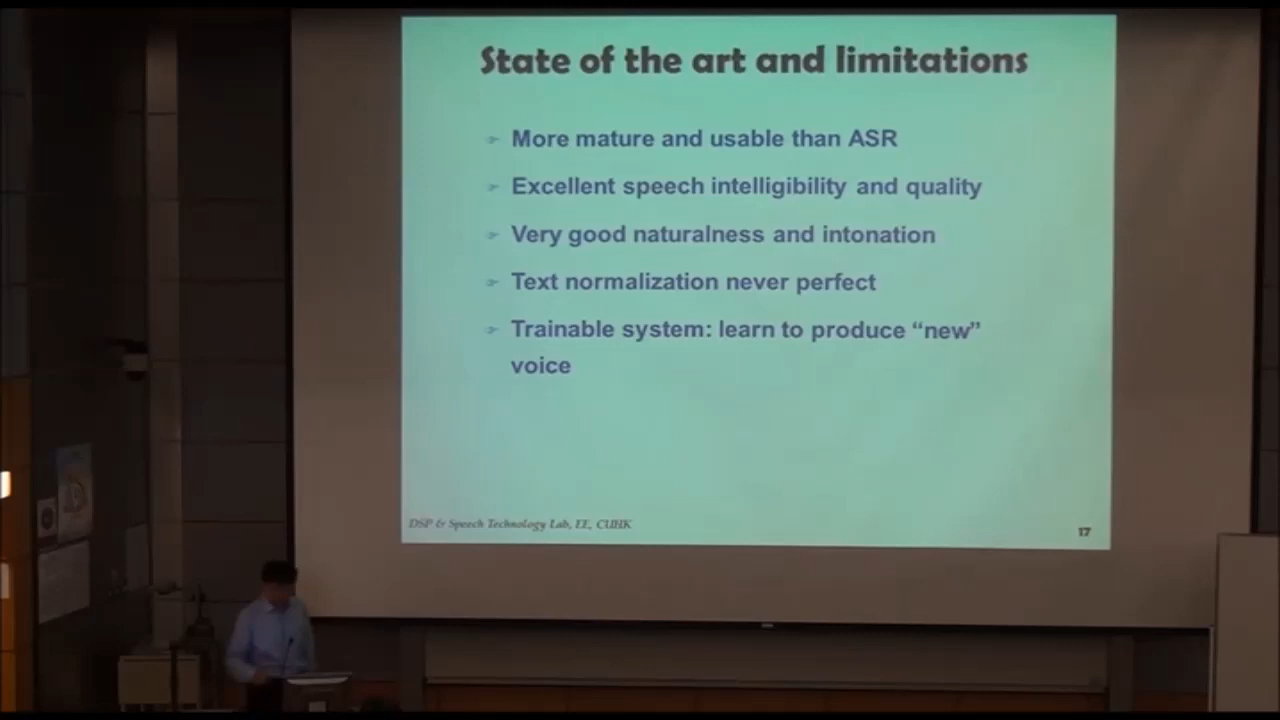 State of the art and limitations
More mature and usable than ASR
Excellent speech intelligibility and quality
Very good naturalness and intonation
Text normalization never perfect
Trainable system: learn to produce “new”
voice
DSP & Speech Technology Lab, EE, CUHK
17